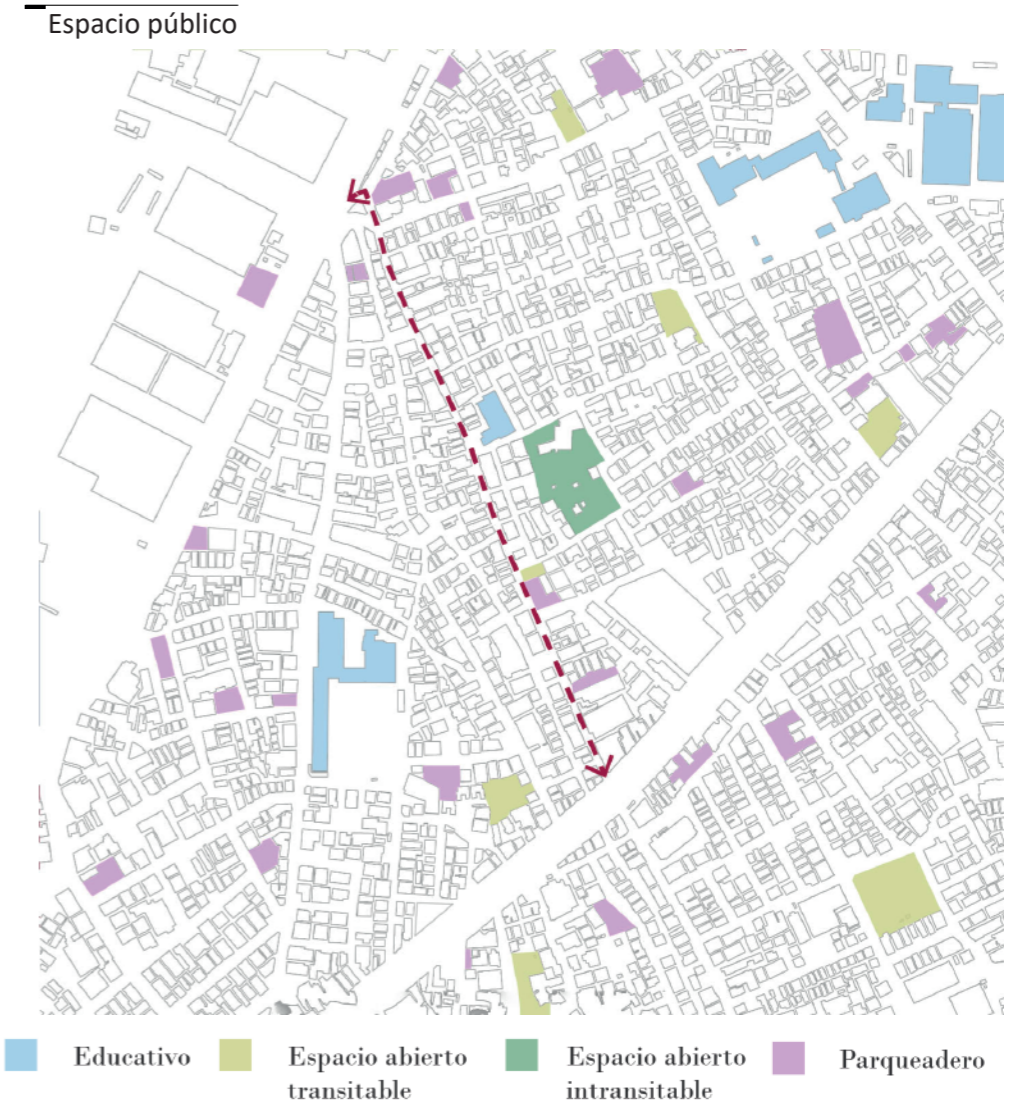 Espacio público
Educativo
Espacio abierto
transitable
Espacio abierto
intransitable
Parqueadero